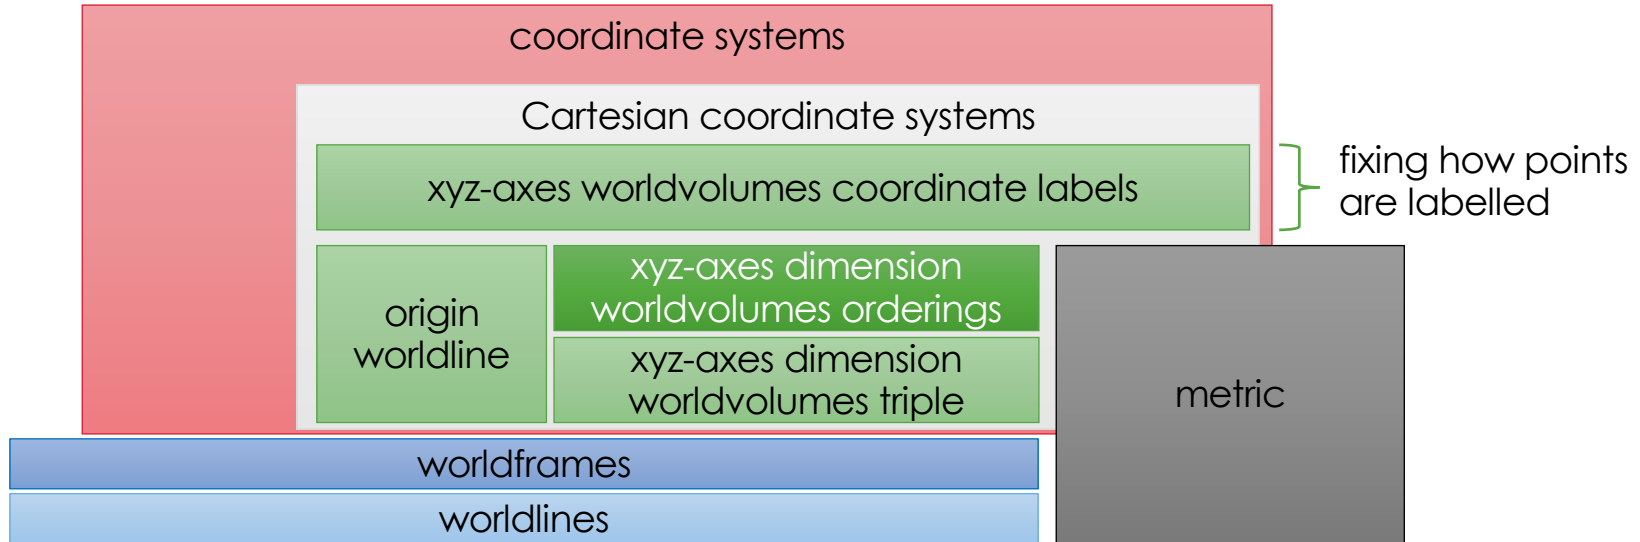 coordinate systems
Cartesian coordinate systems
xyz-axes worldvolumes coordinate labels
fixing how points
are labelled
origin
worldline
xyz-axes dimension
worldvolumes orderings
xyz-axes dimension
worldvolumes triple
metric
worldframes
worldlines